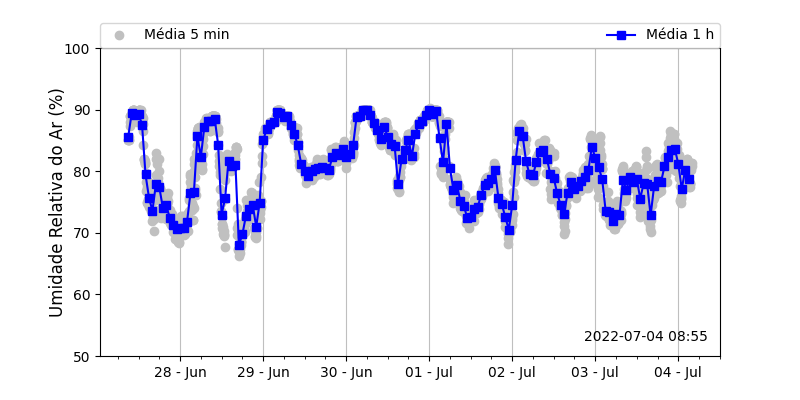 Média 5 min
Média 1 h
Umidade Relativa do Ar (%)
100
90
80
70
60
50
2022-07-04 08:55
28 - Jun
29 - Jun
30 - Jun
01 - Jul
02 - Jul
03 - Jul
04 - Jul